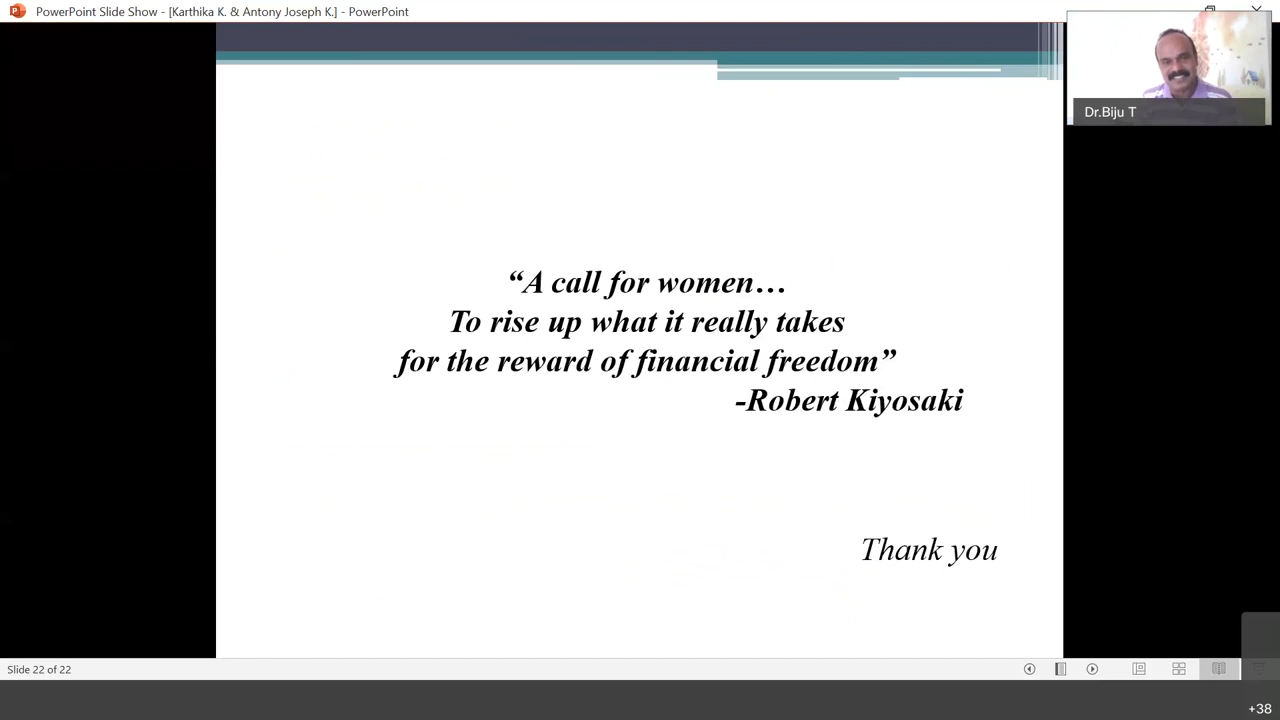 PowerPoint Slide Show - [Karthika K. & Antony Joseph K.] - PowerPoint
Dr.Biju T
“A call for women…
To rise up what it really takes
for the reward of financial freedom”
-Robert Kiyosaki
Thank you
Slide 22 of 22
+38